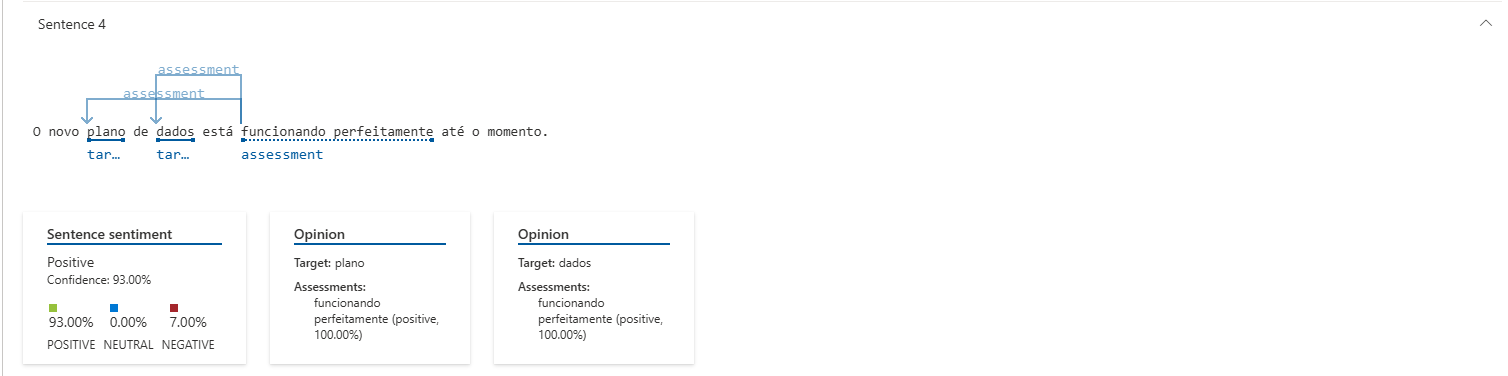 Sentence 4
assessment
assessment
O novo plano de dados está funcionando perfeitamente até o momento.
tar… tar… assessment
Sentence sentiment
Positive
Confidence: 93.00%
93.00% 0.00% 7.00%
POSITIVE NEUTRAL NEGATIVE
Opinion
Target: plano
Assessments:
funcionando
perfeitamente (positive,
100.00%)
Opinion
Target: dados
Assessments:
funcionando
perfeitamente (positive,
100.00%)